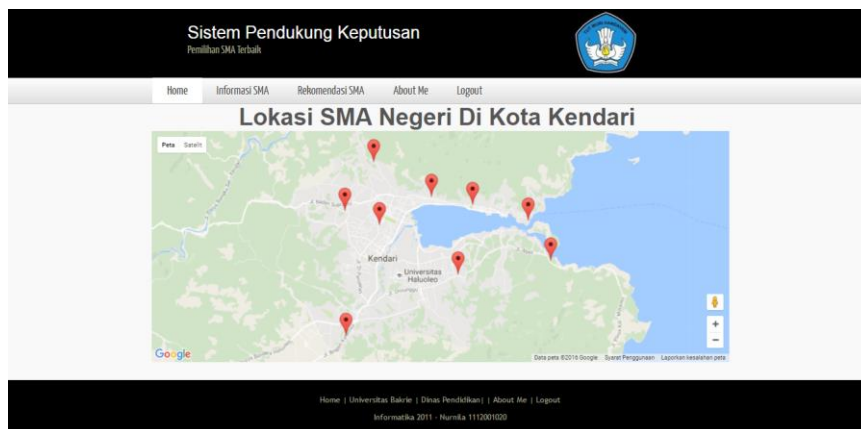 Sistem Pendukung Keputusan
Pemilihan SMA Terbaik
Home Informasi SMA Rekomendasi SMA About Me Logout
Lokasi SMA Negeri Di Kota Kendari
Peta Satelit
Kendari
Universitas
Haluoleo
Google
Data peta ©2016 Google Syarat Penggunaan Laporkan kesalahan peta
Home | Universitas Bakrie | Dinas Pendidikan | | About Me | Logout
Informatika 2011 - Nurnila 1112001020